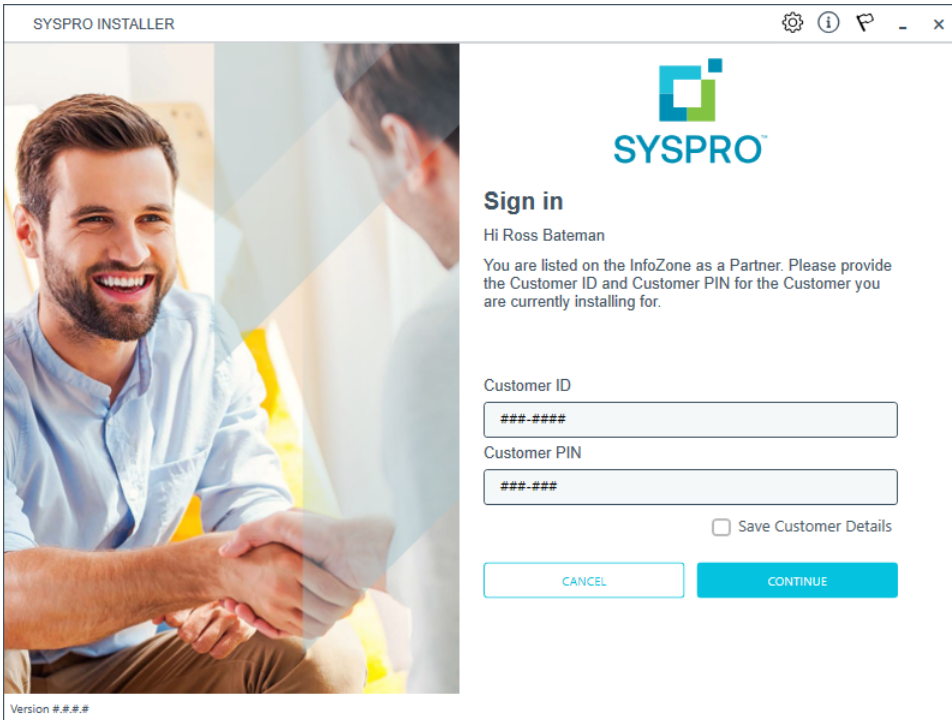 SYSPRO INSTALLER
SYSPRO™
Sign in
Hi Ross Bateman
You are listed on the InfoZone as a Partner. Please provide
the Customer ID and Customer PIN for the Customer you
are currently installing for.
Customer ID
###-####
Customer PIN
###-###
Save Customer Details
CANCEL
CONTINUE
Version #.#.#.#